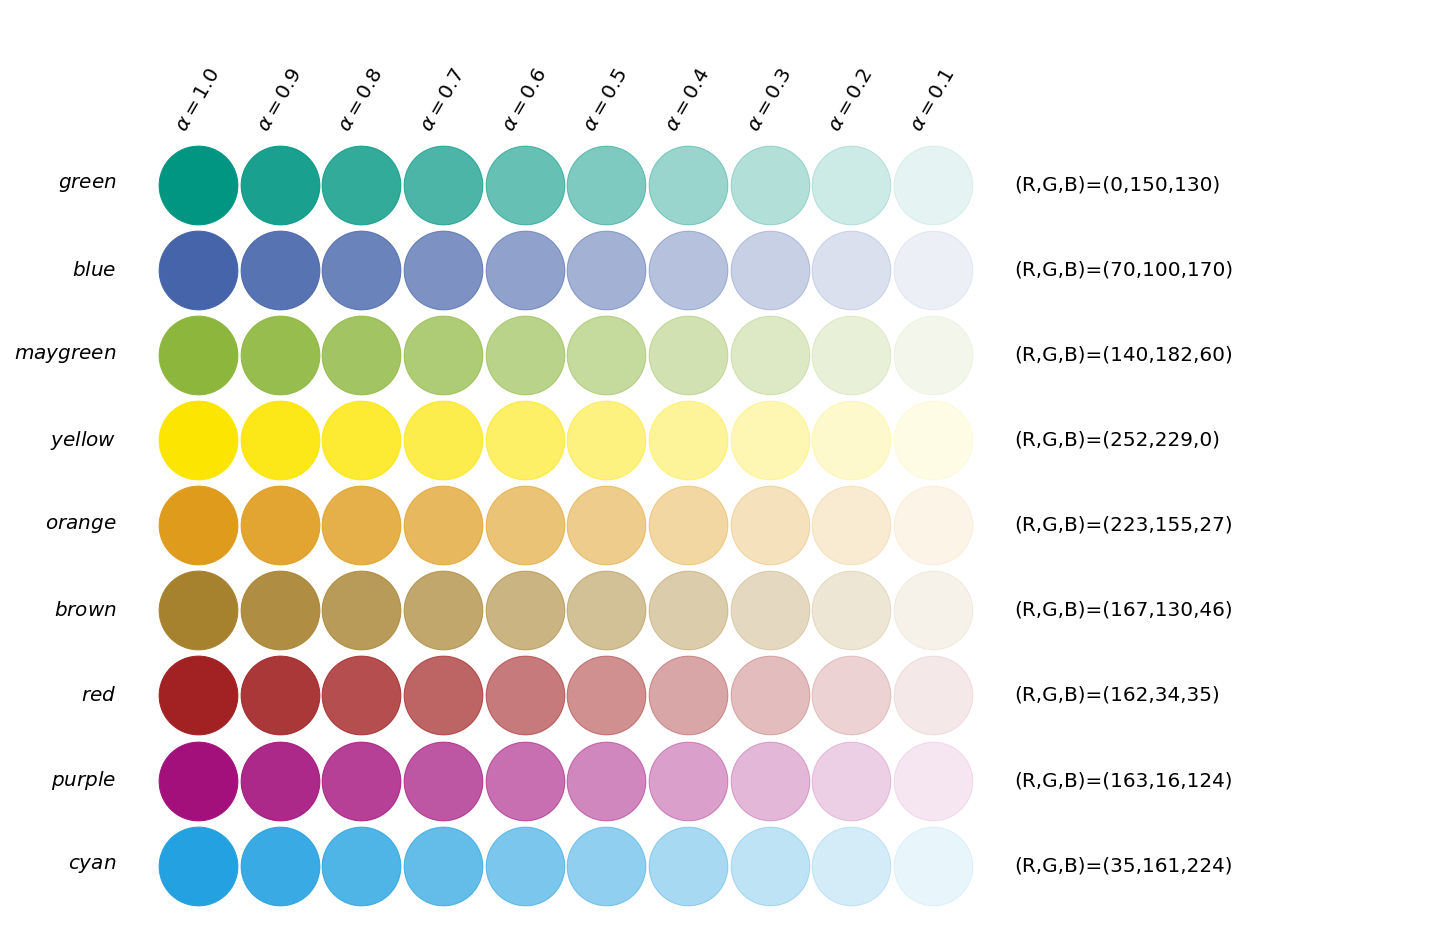 α = 1.0 α = 0.9 α = 0.8 α = 0.7 α = 0.6 α = 0.5 α = 0.4 α = 0.3 α = 0.2 α = 0.1
green (R,G,B)=(0,150,130)
blue (R,G,B)=(70,100,170)
maygreen (R,G,B)=(140,182,60)
yellow (R,G,B)=(252,229,0)
orange (R,G,B)=(223,155,27)
brown (R,G,B)=(167,130,46)
red (R,G,B)=(162,34,35)
purple (R,G,B)=(163,16,124)
cyan (R,G,B)=(35,161,224)